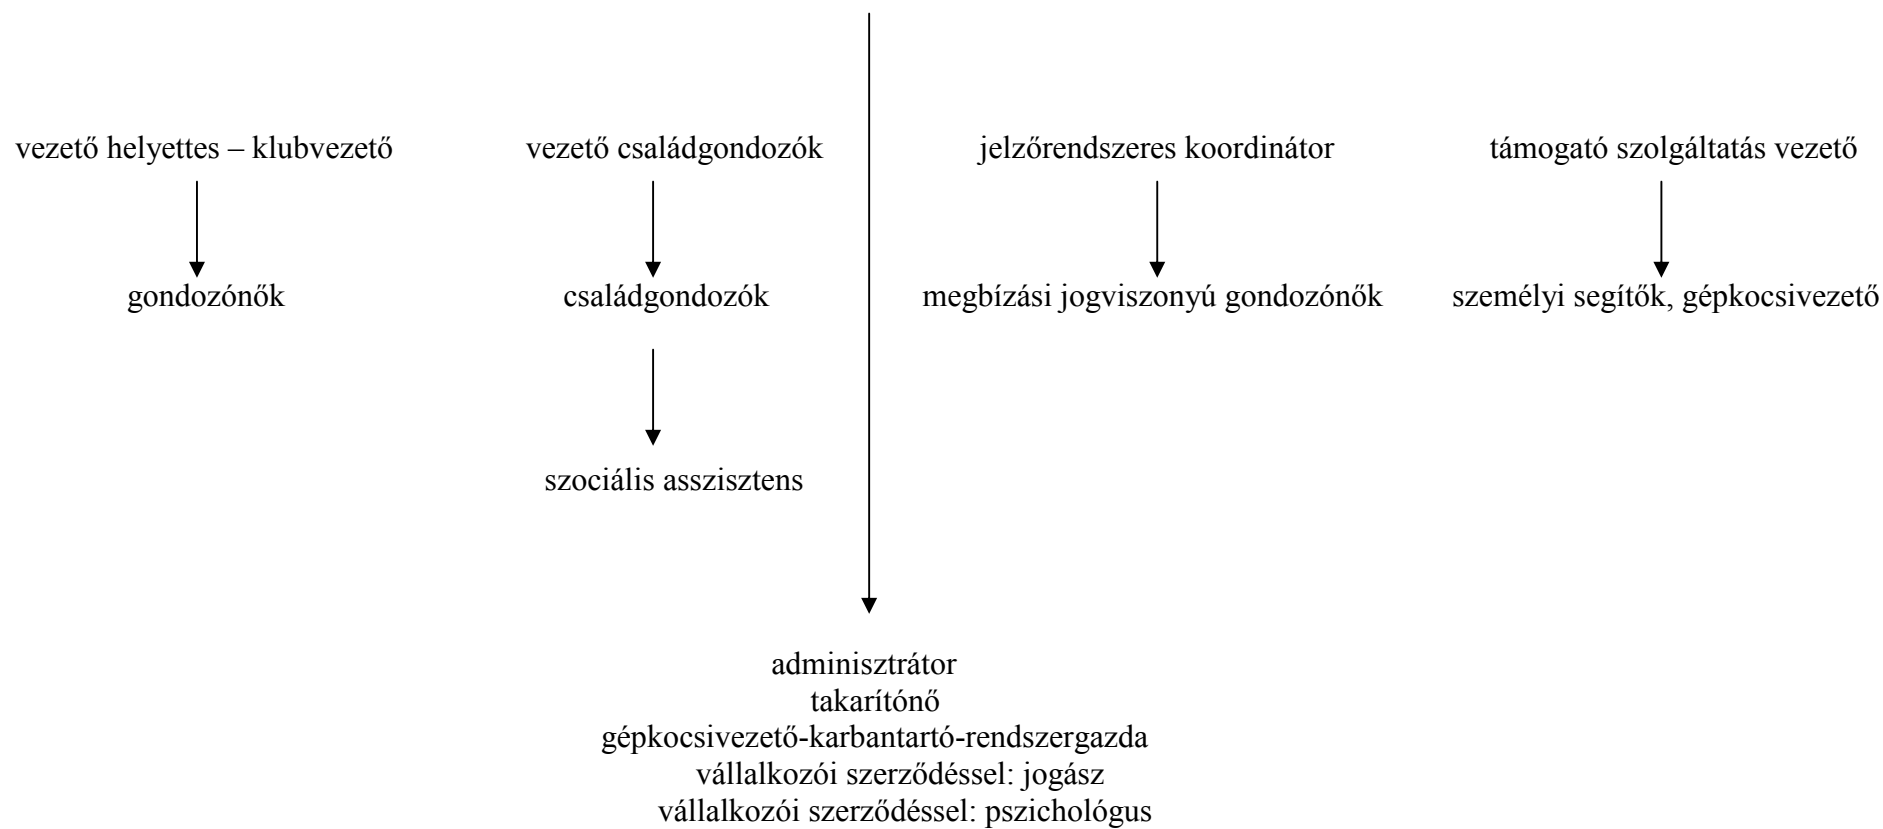 vezető helyettes – klubvezető
vezető családgondozók
jelzőrendszeres koordinátor
támogató szolgáltatás vezető
gondozónők
családgondozók
megbízási jogviszonyú gondozónők
személyi segítők, gépkocsivezető
szociális asszisztens
adminisztrátor
takarítónő
gépkocsivezető-karbantartó-rendszergazda
vállalkozói szerződéssel: jogász
vállalkozói szerződéssel: pszichológus